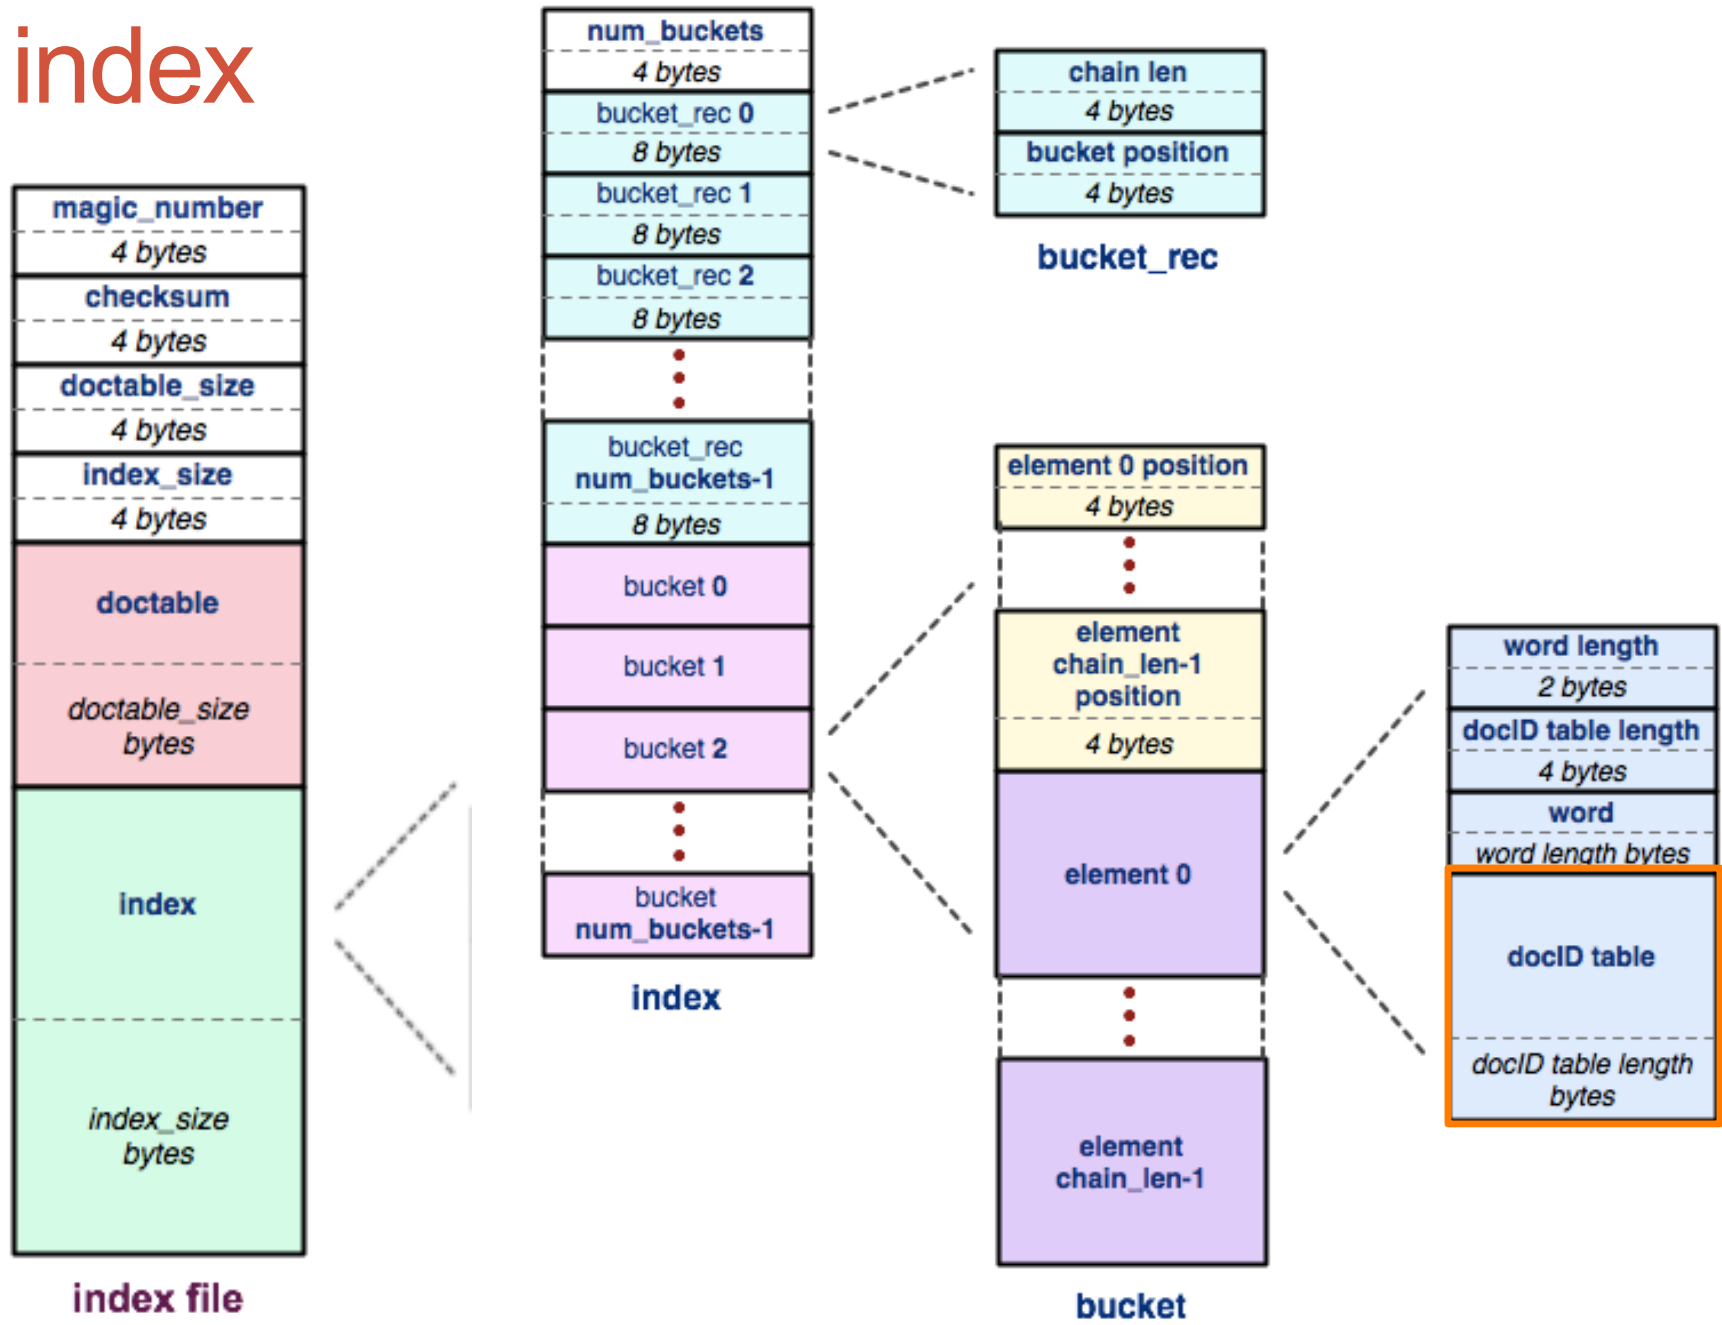 index
magic_number
4 bytes
checksum
4 bytes
doctable_size
4 bytes
index_size
4 bytes
doctable
doctable_size
bytes
index
index_size
bytes
index file
num_buckets
4 bytes
bucket_rec 0
8 bytes
bucket_rec 1
8 bytes
bucket_rec 2
8 bytes
bucket_rec
num_buckets-1
8 bytes
bucket 0
bucket 1
bucket 2
bucket
num_buckets-1
index
chain len
4 bytes
bucket position
4 bytes
bucket_rec
element 0 position
4 bytes
element
chain_len-1
position
4 bytes
element 0
element
chain_len-1
bucket
word length
2 bytes
docID table length
4 bytes
word
word length bytes
docID table
docID table length
bytes